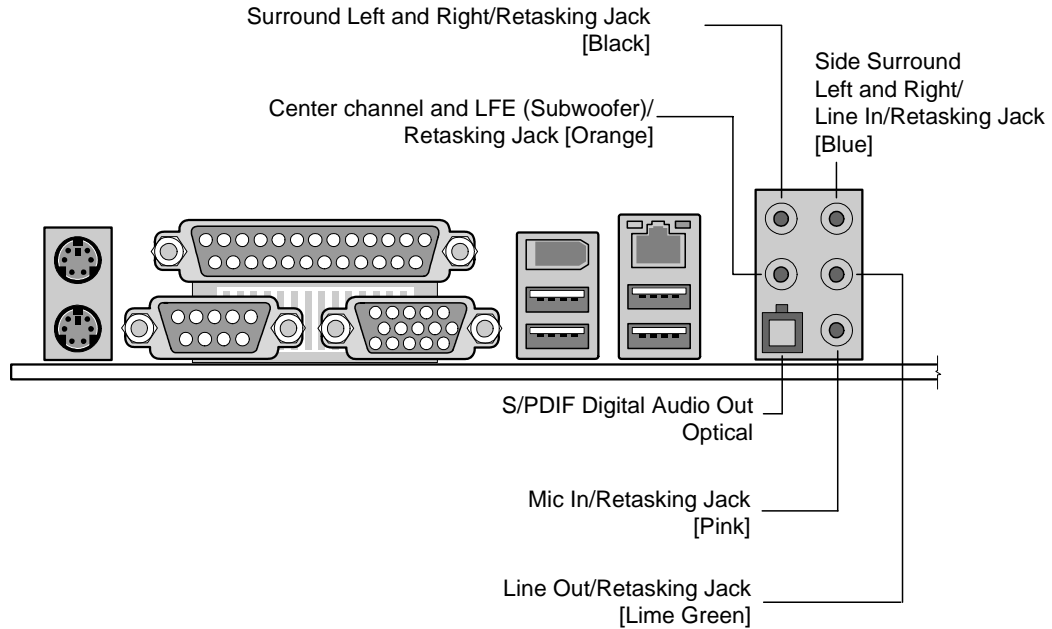 Surround Left and Right/Retasking Jack
[Black]
Side Surround
Left and Right/
Line In/Retasking Jack
[Blue]
Center channel and LFE (Subwoofer)/
Retasking Jack [Orange]
S/PDIF Digital Audio Out
Optical
Mic In/Retasking Jack
[Pink]
Line Out/Retasking Jack
[Lime Green]